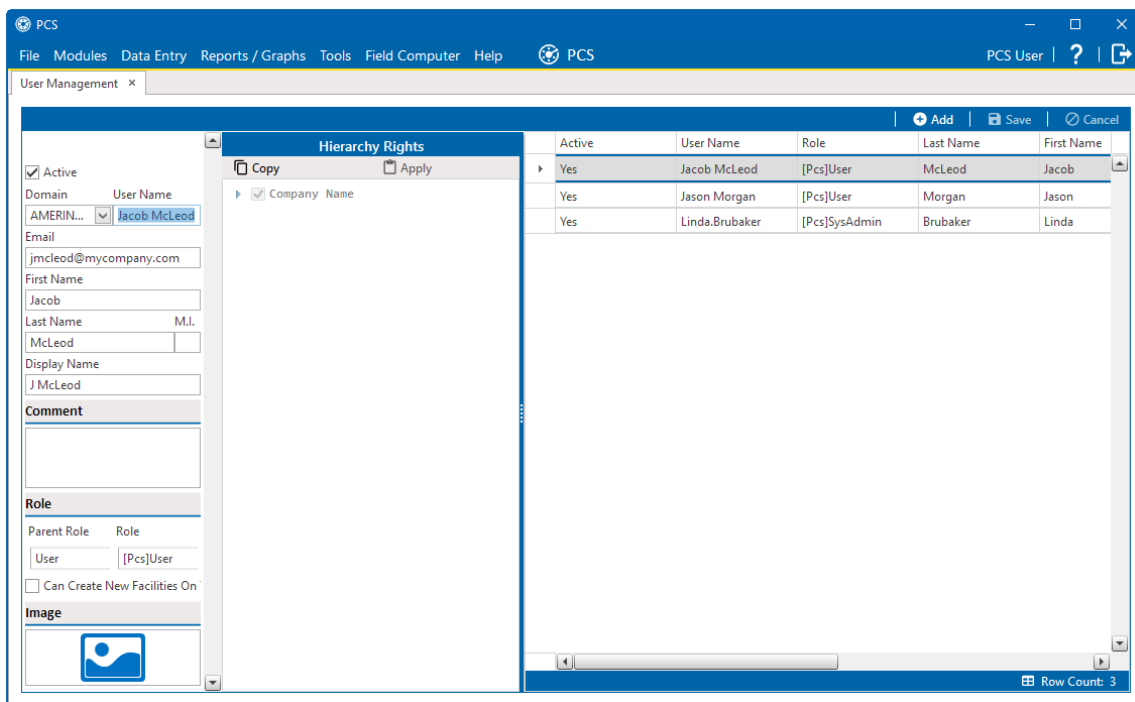 PCS
File Modules Data Entry Reports / Graphs Tools Field Computer Help PCS PCS User | ? |
User Management ×
Add | Save | Cancel
Hierarchy Rights
Copy Apply
Company Name
Active
Domain User Name
AMERIN... Jacob McLeod
Email
jmcleod@mycompany.com
First Name
Jacob
Last Name M.I.
McLeod
Display Name
J McLeod
Comment
Role
Parent Role Role
User [Pcs]User
Can Create New Facilities On
Image
Active User Name Role Last Name First Name
Yes Jacob McLeod [Pcs]User McLeod Jacob
Yes Jason Morgan [Pcs]User Morgan Jason
Yes Linda.Brubaker [Pcs]SysAdmin Brubaker Linda
Row Count: 3